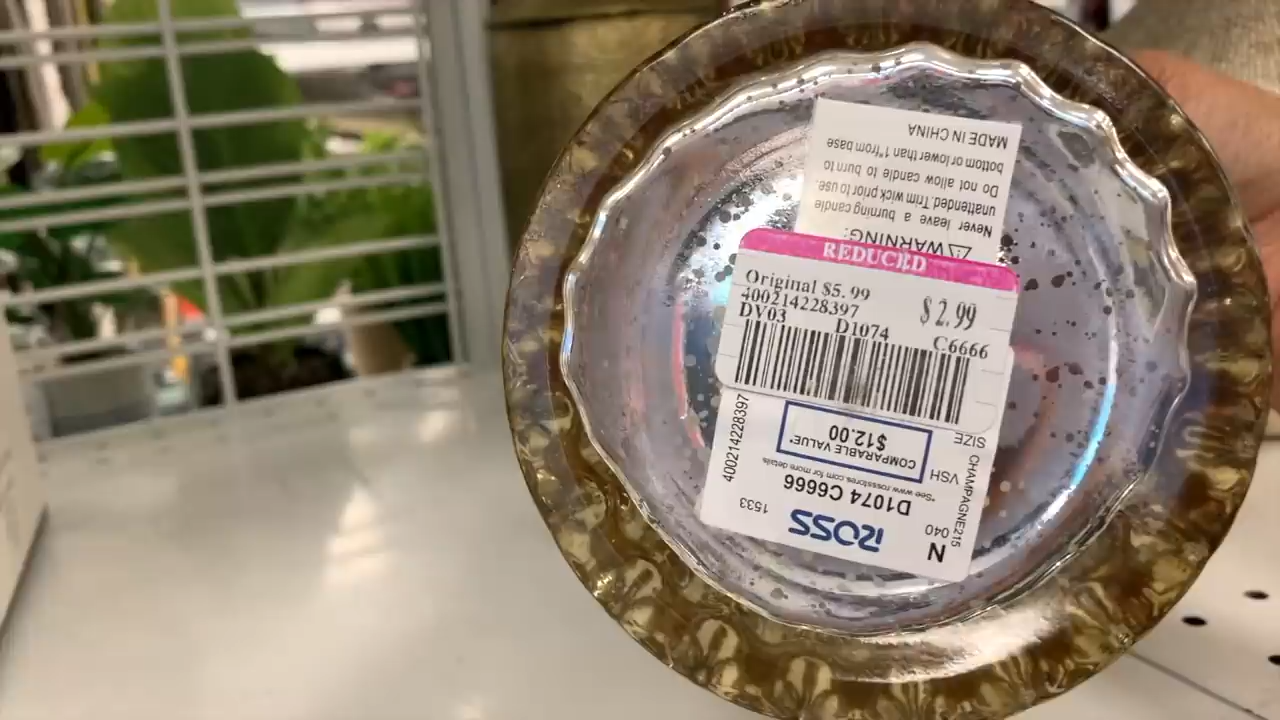 ⚠WARNING:
Never leave a burning candle
unattended. Trim wick prior to use.
Do not allow candle to burn to
bottom or lower than 1" from base
MADE IN CHINA
REDUCED
Original $5.99
400214228397
$2.99
DV03 D1074 C6666
ROSS
N
040
1533
D1074 C6666
*See www.rossstores.com for more details.
COMPARABLE VALUE*
$12.00
VSH
CHAMPAGNE215
SIZE
400214228397